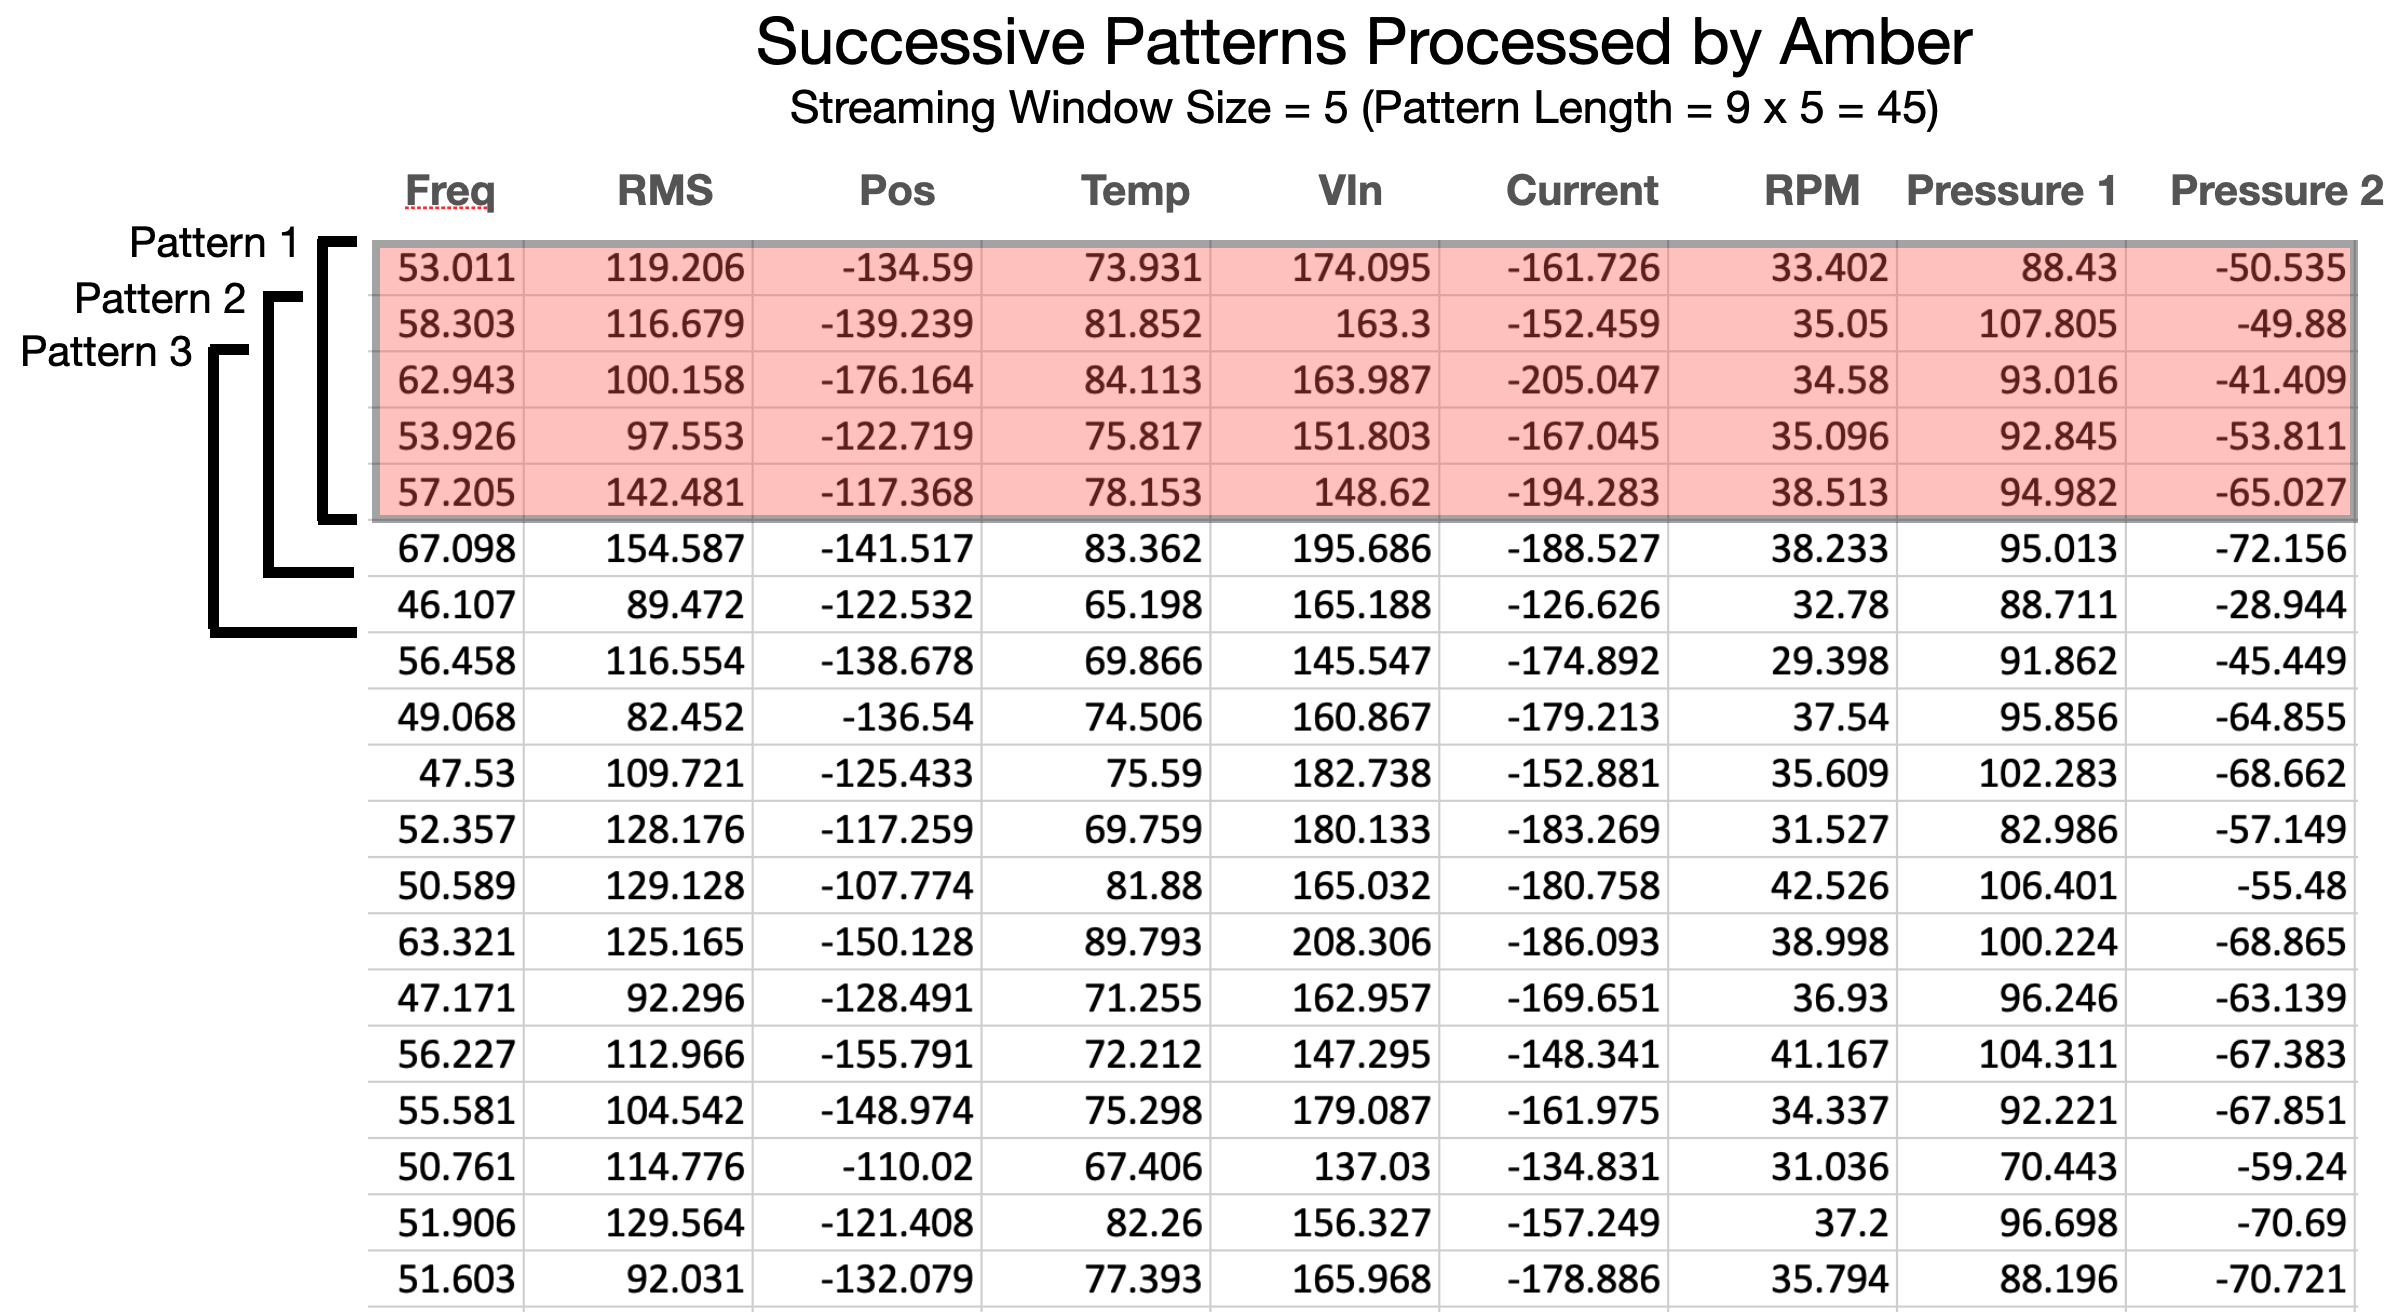 Successive Patterns Processed by Amber
Streaming Window Size = 5 (Pattern Length = 9 x 5 = 45)
Freq RMS Pos Temp VIn Current RPM Pressure 1 Pressure 2
Pattern 1
Pattern 2
Pattern 3
53.011 119.206 -134.59 73.931 174.095 -161.726 33.402 88.43 -50.535
58.303 116.679 -139.239 81.852 163.3 -152.459 35.05 107.805 -49.88
62.943 100.158 -176.164 84.113 163.987 -205.047 34.58 93.016 -41.409
53.926 97.553 -122.719 75.817 151.803 -167.045 35.096 92.845 -53.811
57.205 142.481 -117.368 78.153 148.62 -194.283 38.513 94.982 -65.027
67.098 154.587 -141.517 83.362 195.686 -188.527 38.233 95.013 -72.156
46.107 89.472 -122.532 65.198 165.188 -126.626 32.78 88.711 -28.944
56.458 116.554 -138.678 69.866 145.547 -174.892 29.398 91.862 -45.449
49.068 82.452 -136.54 74.506 160.867 -179.213 37.54 95.856 -64.855
47.53 109.721 -125.433 75.59 182.738 -152.881 35.609 102.283 -68.662
52.357 128.176 -117.259 69.759 180.133 -183.269 31.527 82.986 -57.149
50.589 129.128 -107.774 81.88 165.032 -180.758 42.526 106.401 -55.48
63.321 125.165 -150.128 89.793 208.306 -186.093 38.998 100.224 -68.865
47.171 92.296 -128.491 71.255 162.957 -169.651 36.93 96.246 -63.139
56.227 112.966 -155.791 72.212 147.295 -148.341 41.167 104.311 -67.383
55.581 104.542 -148.974 75.298 179.087 -161.975 34.337 92.221 -67.851
50.761 114.776 -110.02 67.406 137.03 -134.831 31.036 70.443 -59.24
51.906 129.564 -121.408 82.26 156.327 -157.249 37.2 96.698 -70.69
51.603 92.031 -132.079 77.393 165.968 -178.886 35.794 88.196 -70.721